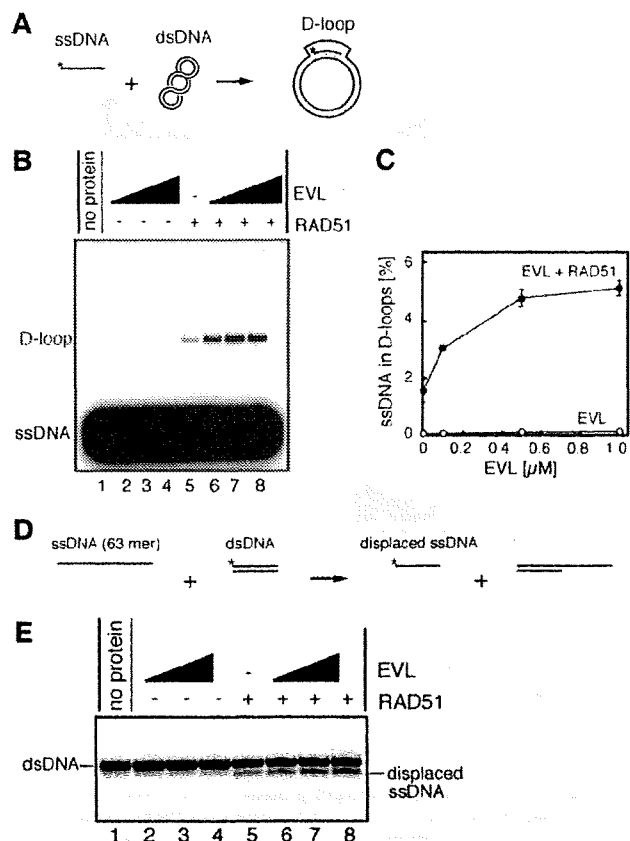 A
ssDNA
dsDNA
D-loop
*
+
*
B
no protein
- EVL
- - - + + + + RAD51
D-loop
ssDNA
1 2 3 4 5 6 7 8
C
ssDNA in D-loops [%]
6
4
2
0
EVL + RAD51
EVL
0 0.2 0.4 0.6 0.8 1.0
EVL [µM]
D
ssDNA (63 mer)
dsDNA
displaced ssDNA
*
+
*
+
E
no protein
- EVL
- - - + + + + RAD51
dsDNA
displaced
ssDNA
1 2 3 4 5 6 7 8